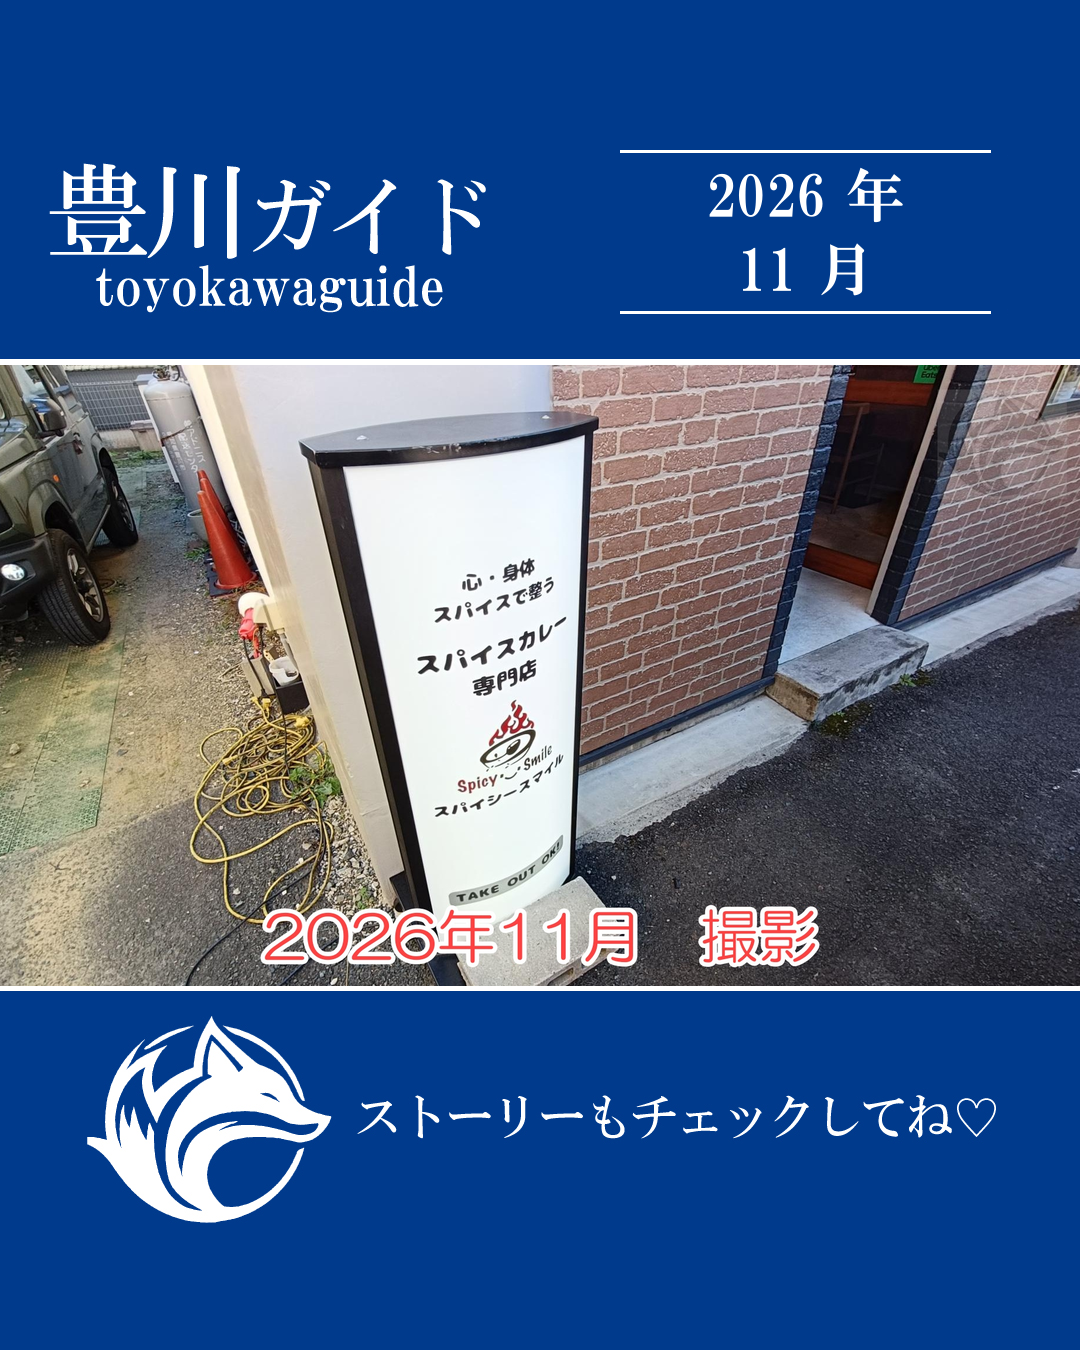 豊川ガイド
toyokawaguide
2026 年
11 月
心・身体
スパイスで整う
スパイスカレー
専門店
Spicy Smile
スパイシースマイル
TAKE OUT OK!
2026年11月　撮影
ストーリーもチェックしてね♡